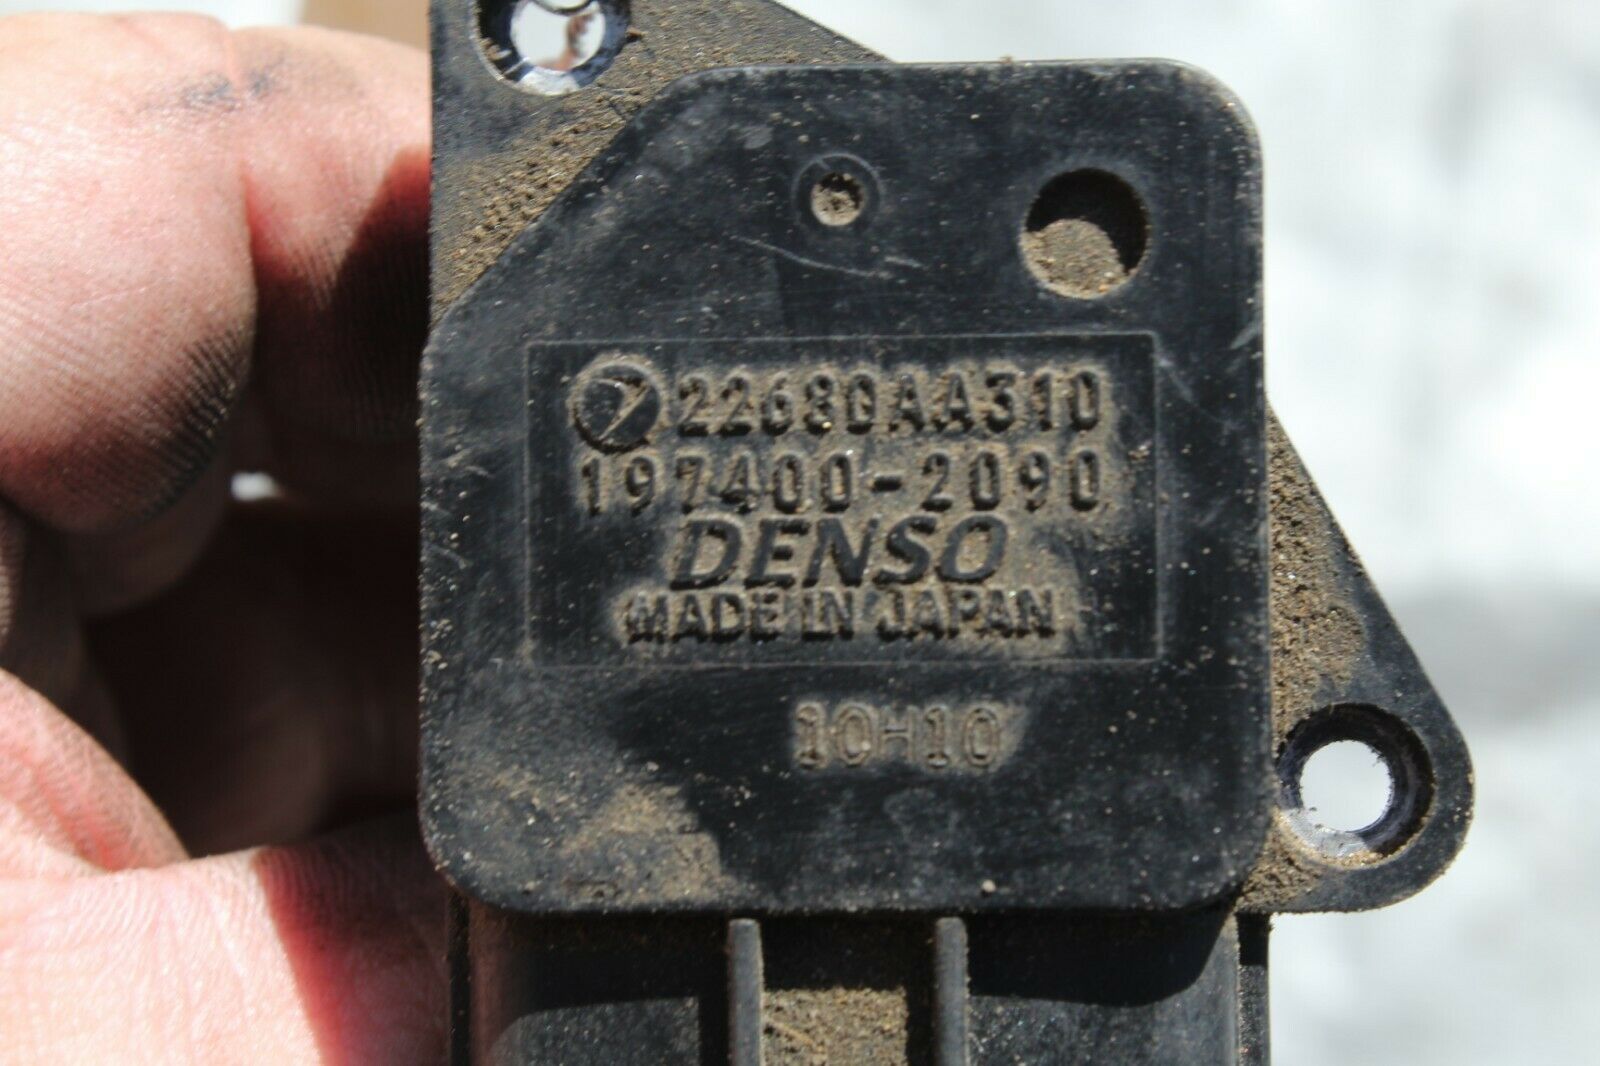 22680AA310
197400-2090
DENSO
MADE IN JAPAN
10H10